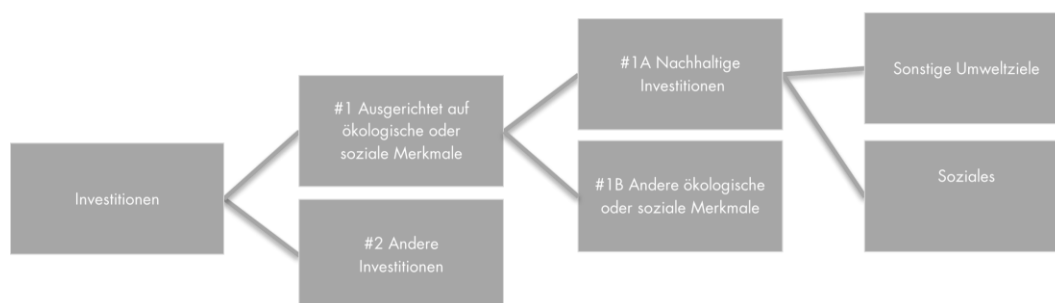 Investitionen
#1 Ausgerichtet auf
ökologische oder
soziale Merkmale
#2 Andere
Investitionen
#1A Nachhaltige
Investitionen
#1B Andere ökologische
oder soziale Merkmale
Sonstige Umweltziele
Soziales